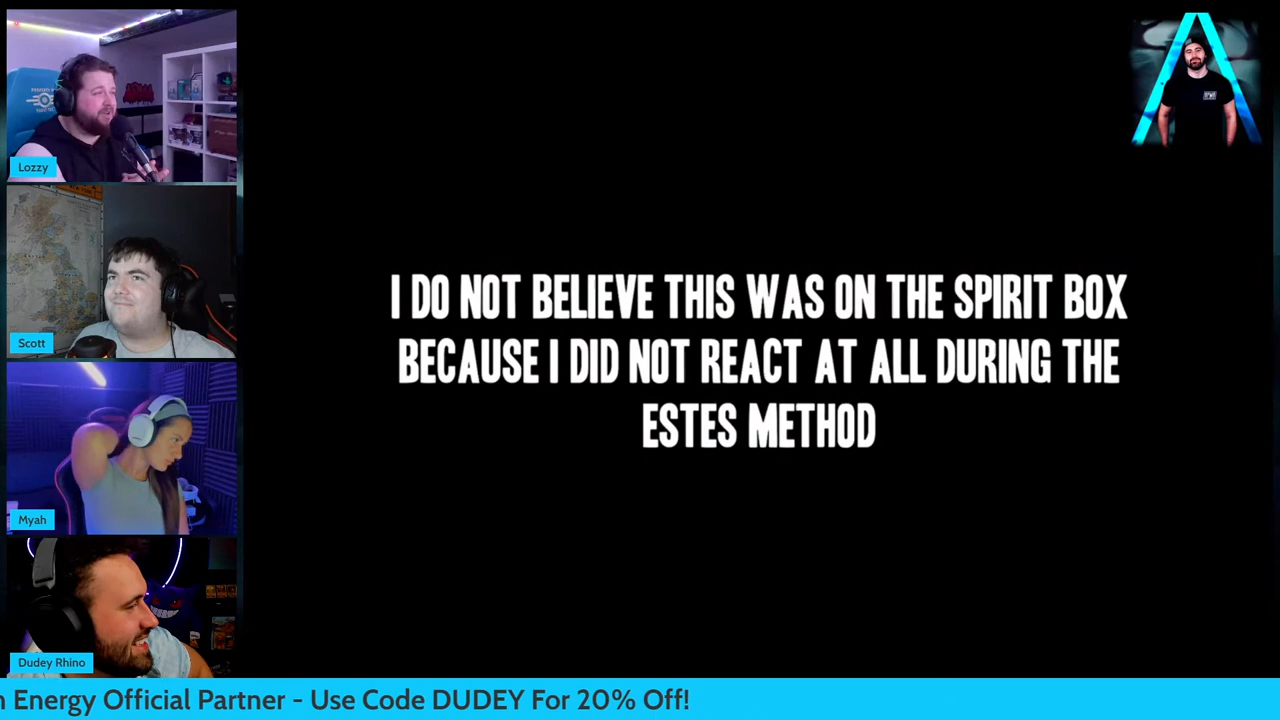 Lozzy
Scott
Myah
Dudey Rhino
I DO NOT BELIEVE THIS WAS ON THE SPIRIT BOX
BECAUSE I DID NOT REACT AT ALL DURING THE
ESTES METHOD
Energy Official Partner - Use Code DUDEY For 20% Off!